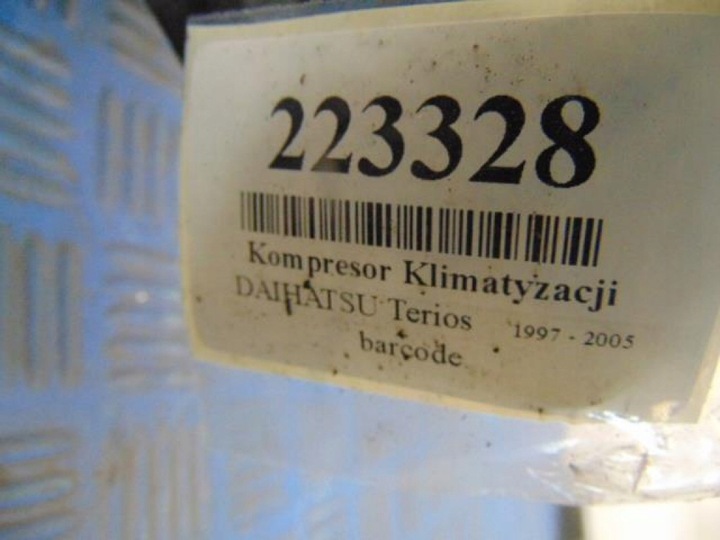 223328
Kompresor Klimatyzacji
DAIHATSU Terios 1997 - 2005
barcode